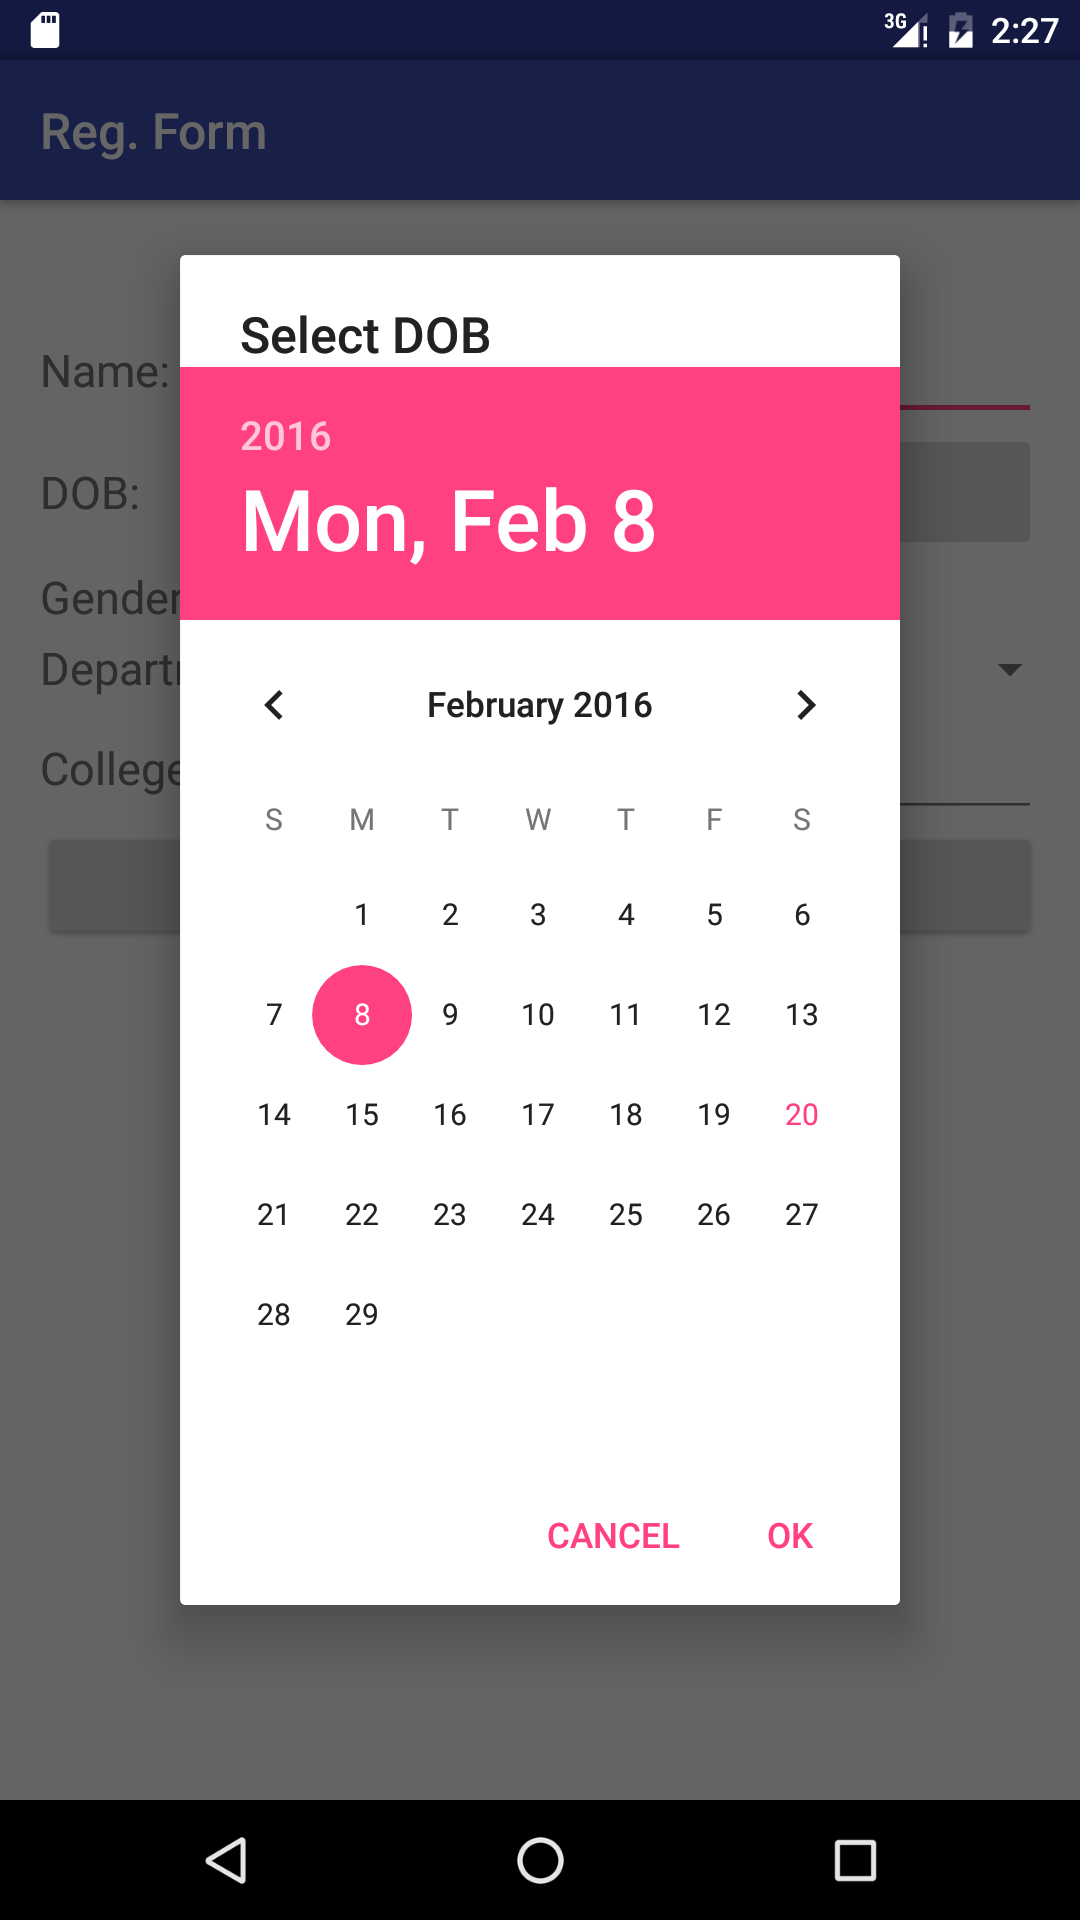 3G 2:27
Reg. Form
Select DOB
Name:
2016
DOB:
Mon, Feb 8
Gender
Depart
February 2016
College
S M T W T F S
1 2 3 4 5 6
7 8 9 10 11 12 13
14 15 16 17 18 19 20
21 22 23 24 25 26 27
28 29
CANCEL OK